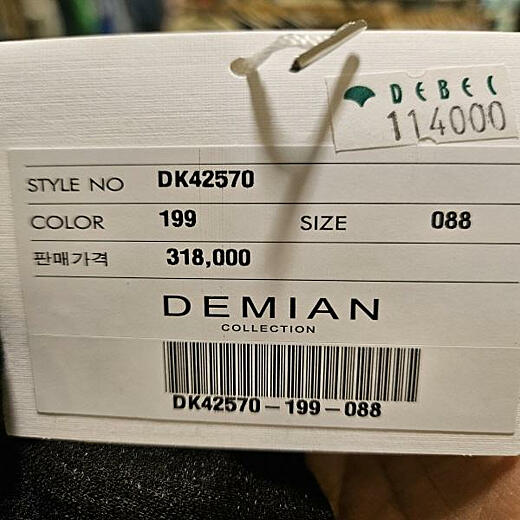 DEBEC
114000
STYLE NO DK42570
COLOR 199 SIZE 088
판매가격 318,000
DEMIAN
COLLECTION
DK42570-199-088